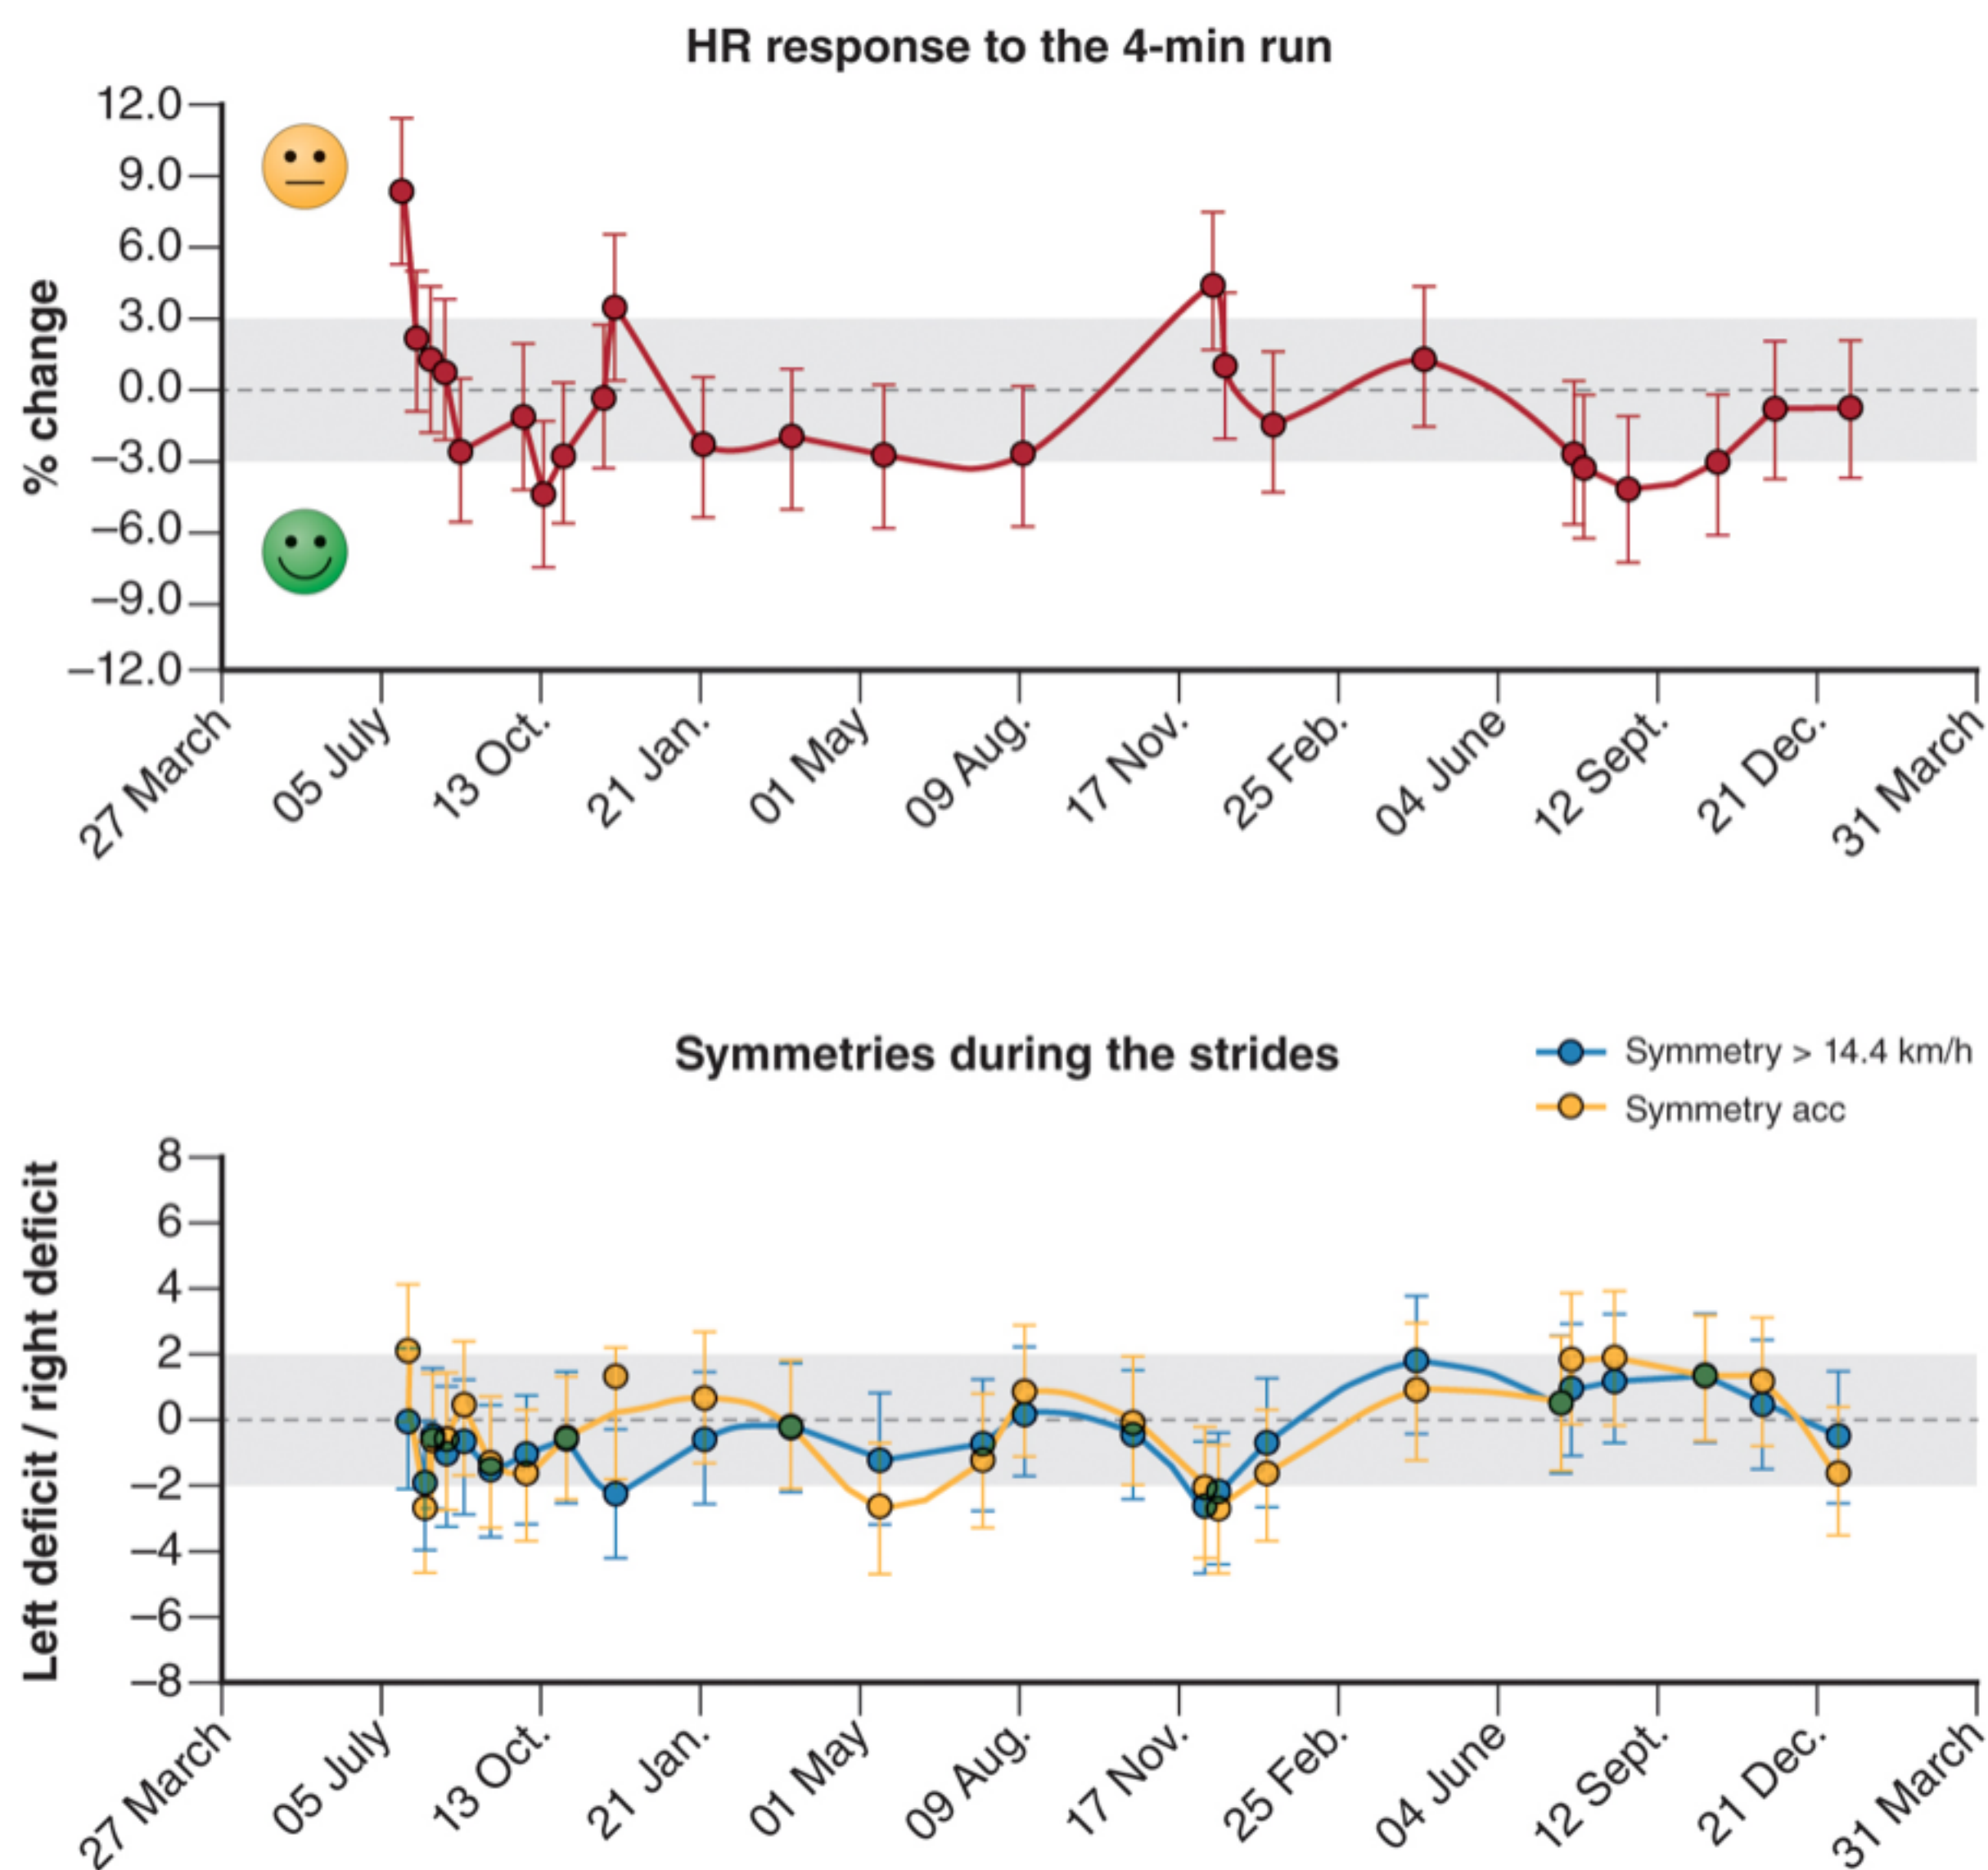 HR response to the 4-min run
% change
12.0
9.0
6.0
3.0
0.0
–3.0
–6.0
–9.0
–12.0
27 March
05 July
13 Oct.
21 Jan.
01 May
09 Aug.
17 Nov.
25 Feb.
04 June
12 Sept.
21 Dec.
31 March
Symmetries during the strides
Symmetry > 14.4 km/h
Symmetry acc
Left deficit / right deficit
8
6
4
2
0
–2
–4
–6
–8
27 March
05 July
13 Oct.
21 Jan.
01 May
09 Aug.
17 Nov.
25 Feb.
04 June
12 Sept.
21 Dec.
31 March